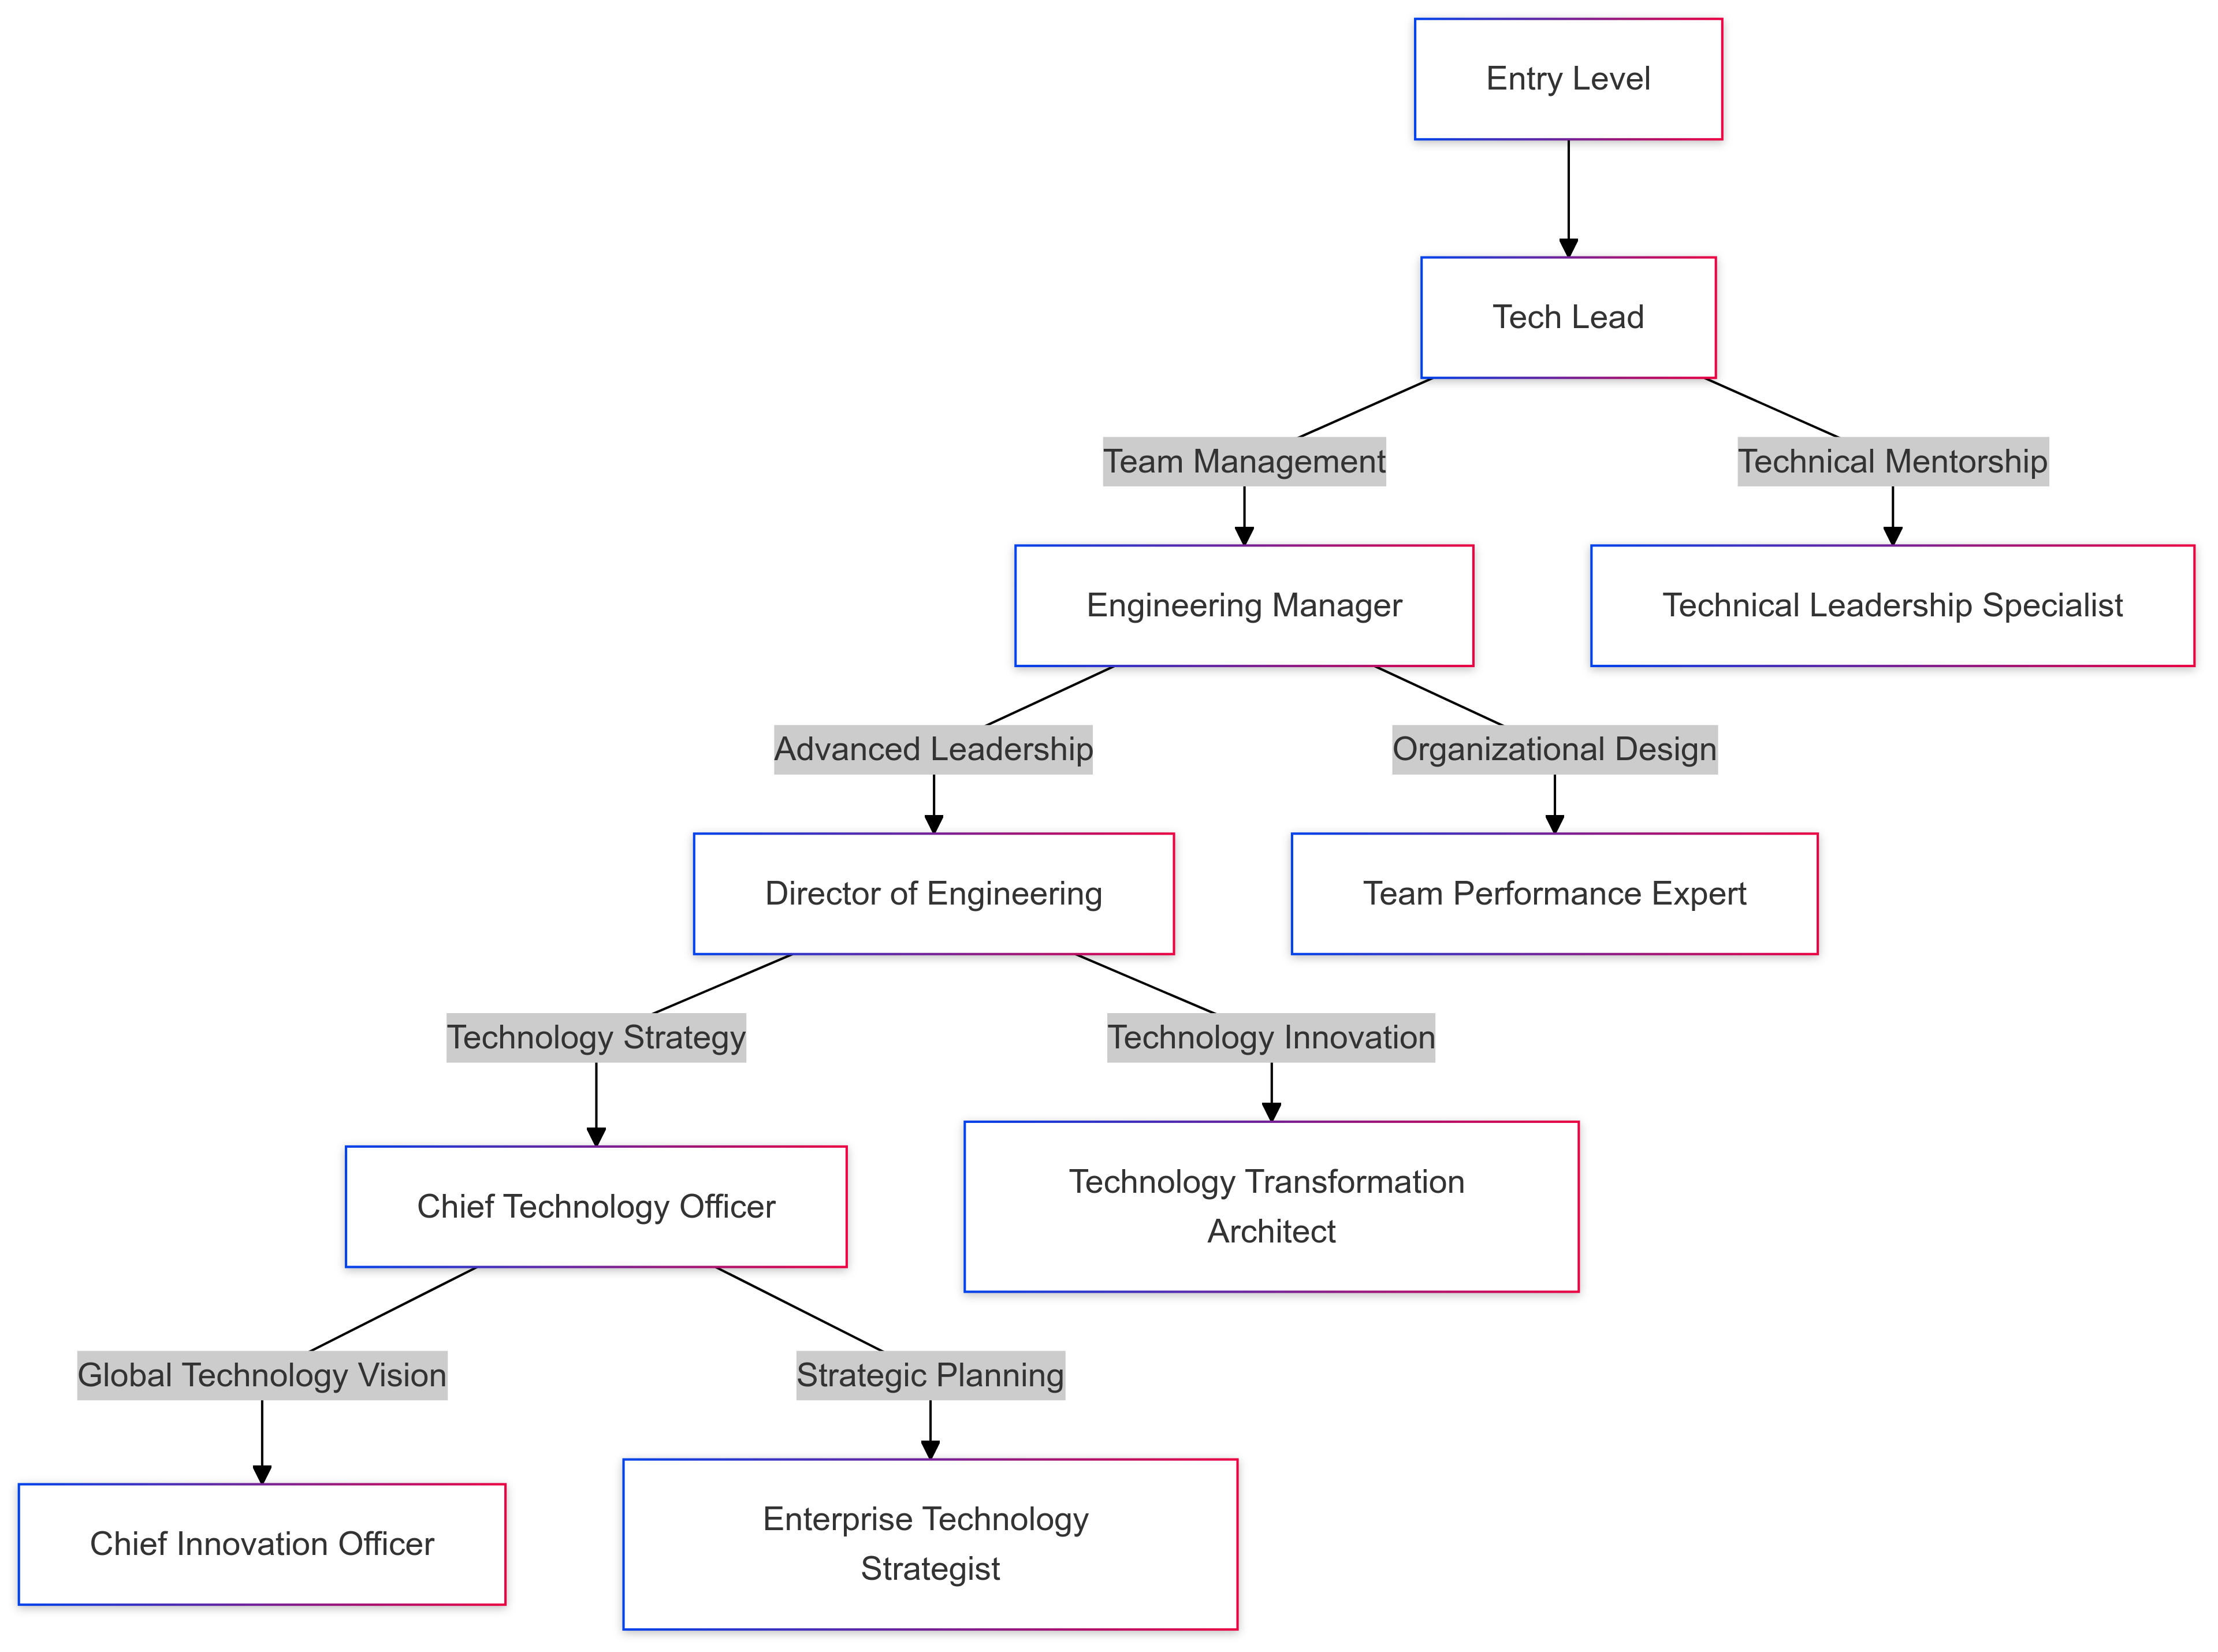 Entry Level
Tech Lead
Team Management
Technical Mentorship
Engineering Manager
Technical Leadership Specialist
Advanced Leadership
Organizational Design
Director of Engineering
Team Performance Expert
Technology Strategy
Technology Innovation
Chief Technology Officer
Technology Transformation
Architect
Global Technology Vision
Strategic Planning
Chief Innovation Officer
Enterprise Technology
Strategist